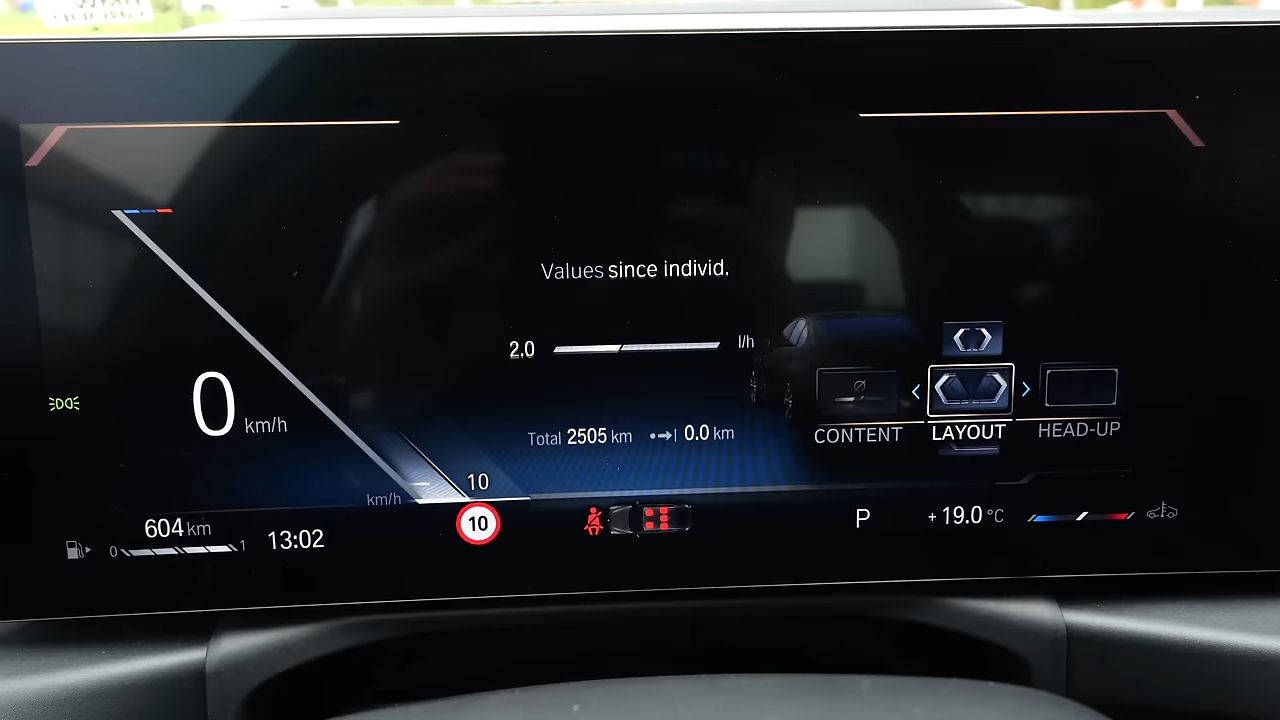 Values since individ.
2.0 l/h
0 km/h
CONTENT LAYOUT HEAD-UP
Total 2505 km 0.0 km
10
km/h
10
604 km
0 1
13:02
P
+19.0 °C